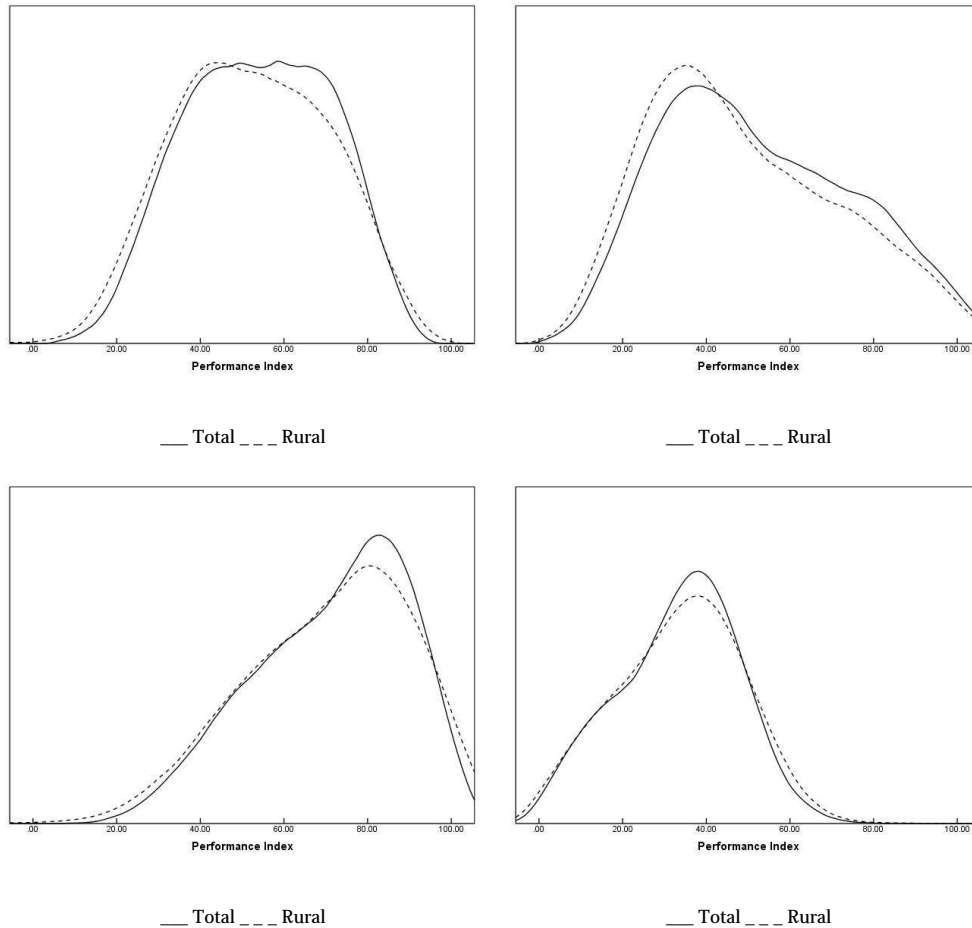 .00 20.00 40.00 60.00 80.00 100.00
Performance Index
___ Total _ _ _ Rural
.00 20.00 40.00 60.00 80.00 100.00
Performance Index
___ Total _ _ _ Rural
.00 20.00 40.00 60.00 80.00 100.00
Performance Index
___ Total _ _ _ Rural
.00 20.00 40.00 60.00 80.00 100.00
Performance Index
___ Total _ _ _ Rural